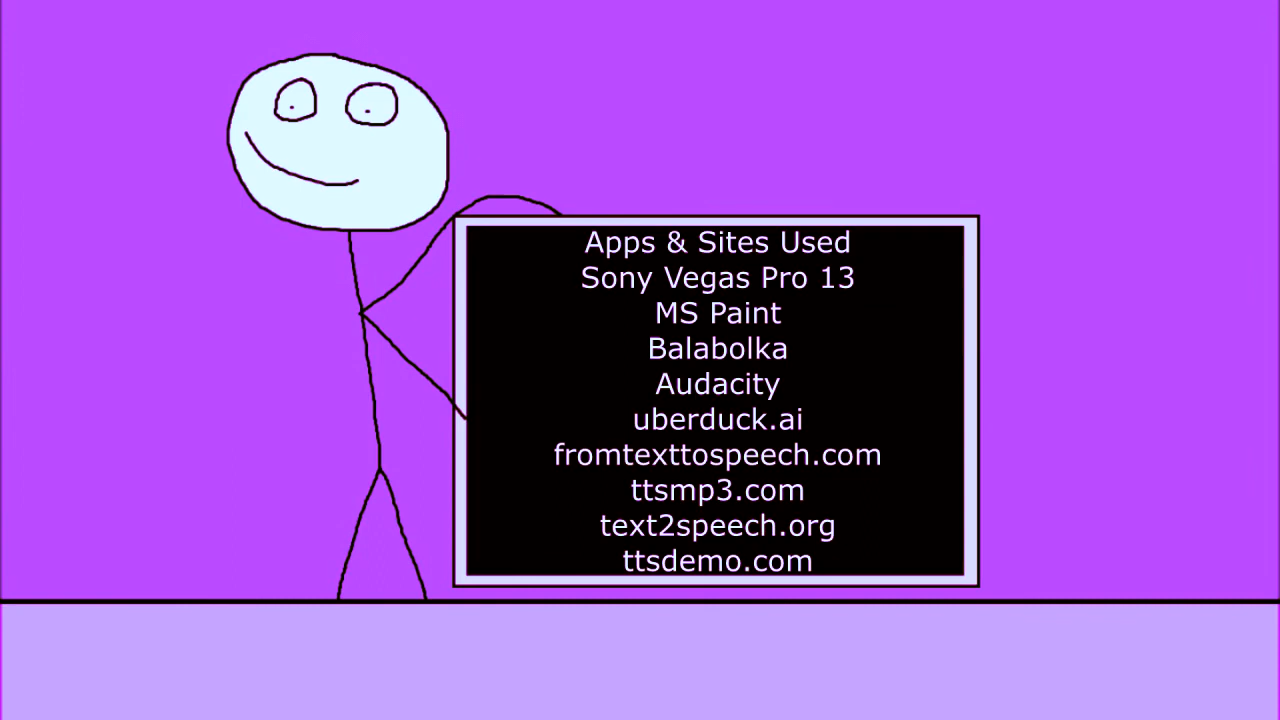 Apps & Sites Used
Sony Vegas Pro 13
MS Paint
Balabolka
Audacity
uberduck.ai
fromtexttospeech.com
ttsmp3.com
text2speech.org
ttsdemo.com